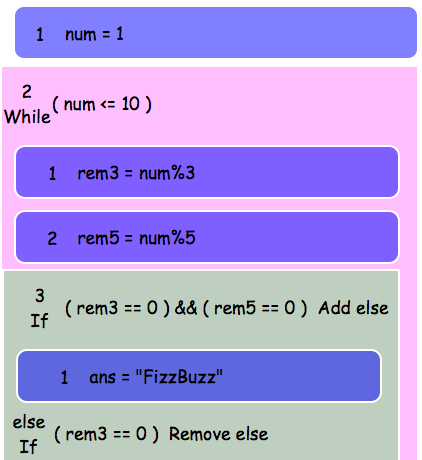 1 num = 1
2
While ( num <= 10 )
1 rem3 = num%3
2 rem5 = num%5
3
If ( rem3 == 0 ) && ( rem5 == 0 ) Add else
1 ans = "FizzBuzz"
else
If ( rem3 == 0 ) Remove else